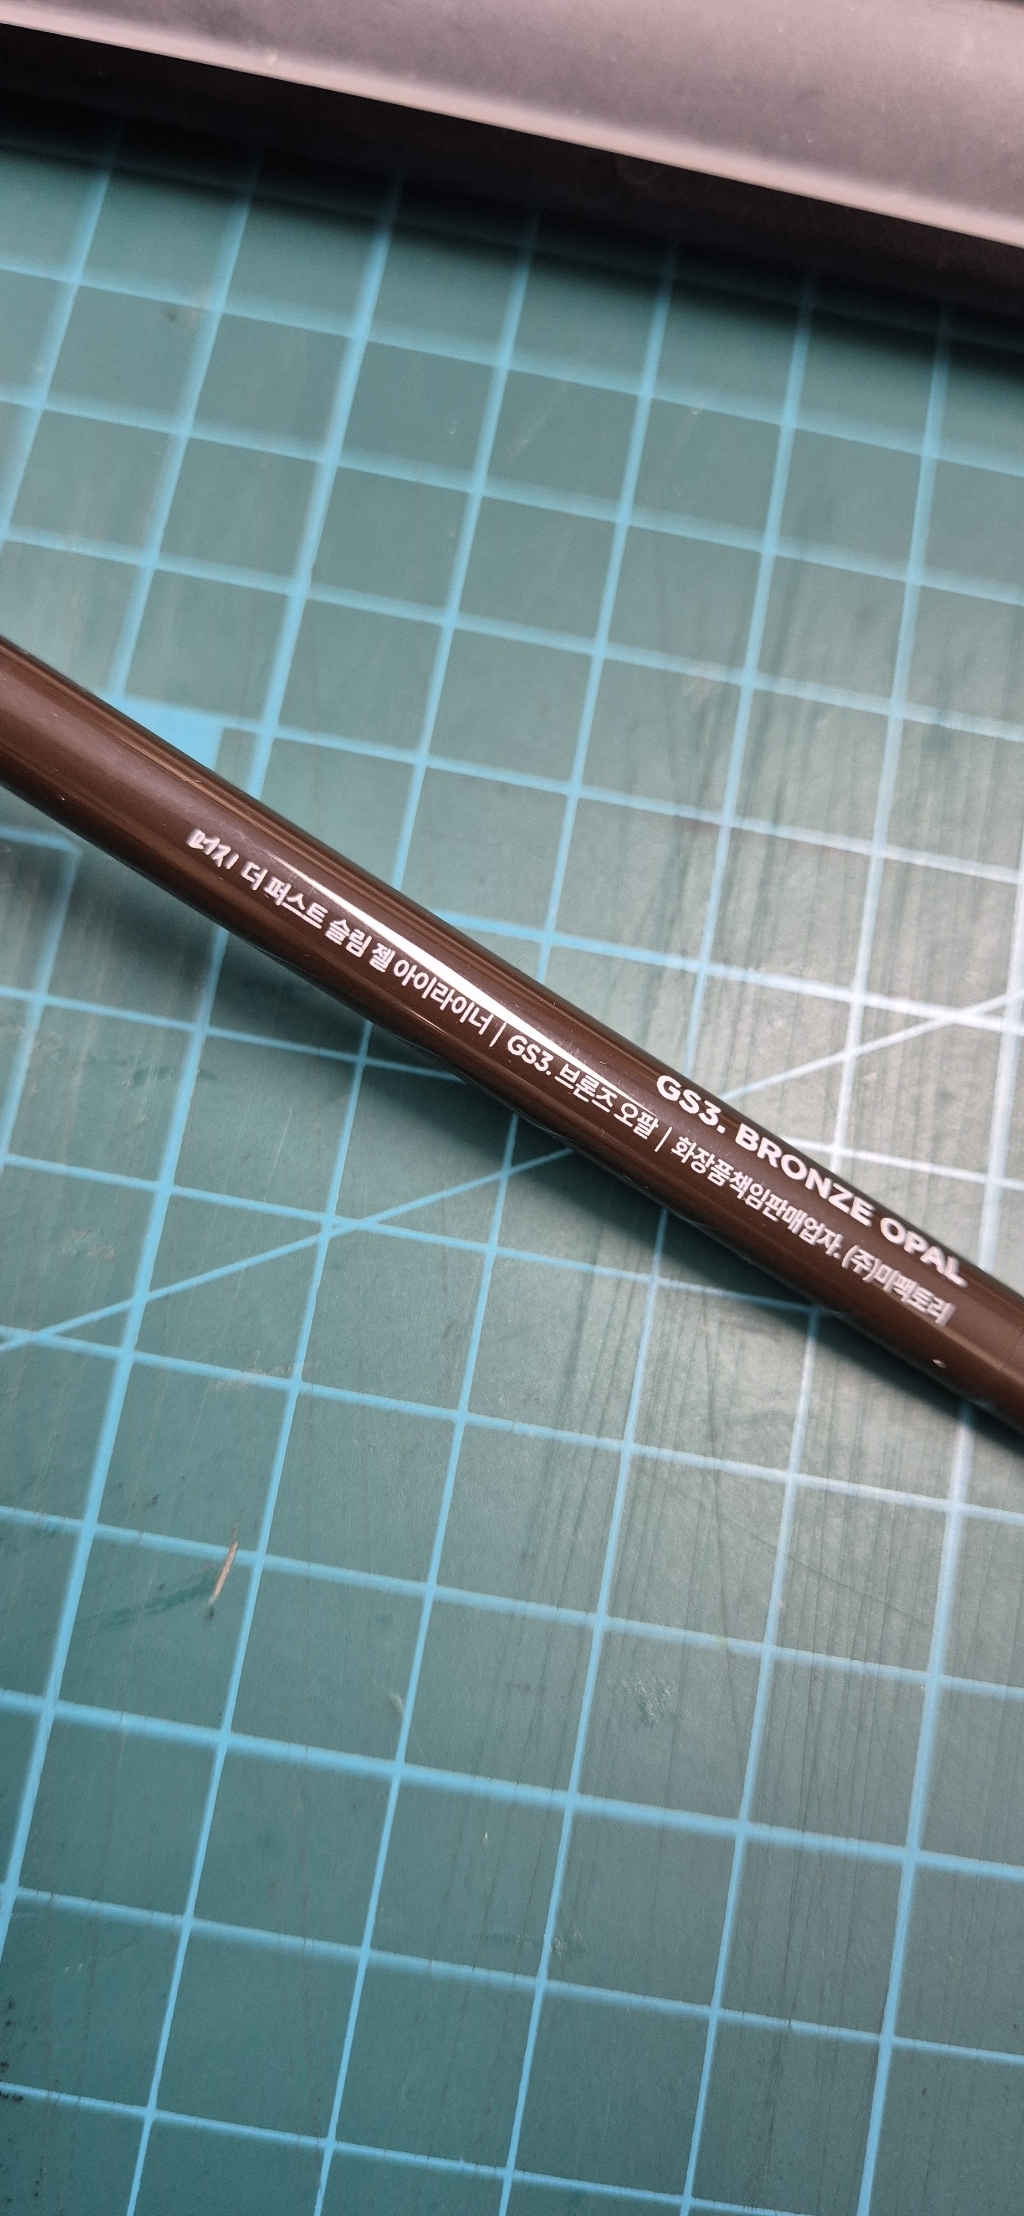 GS3. BRONZE OPAL
머지 더 퍼스트 슬림 젤 아이라이너 | GS3. 브론즈 오팔 | 화장품책임판매업자. (주)미팩토리